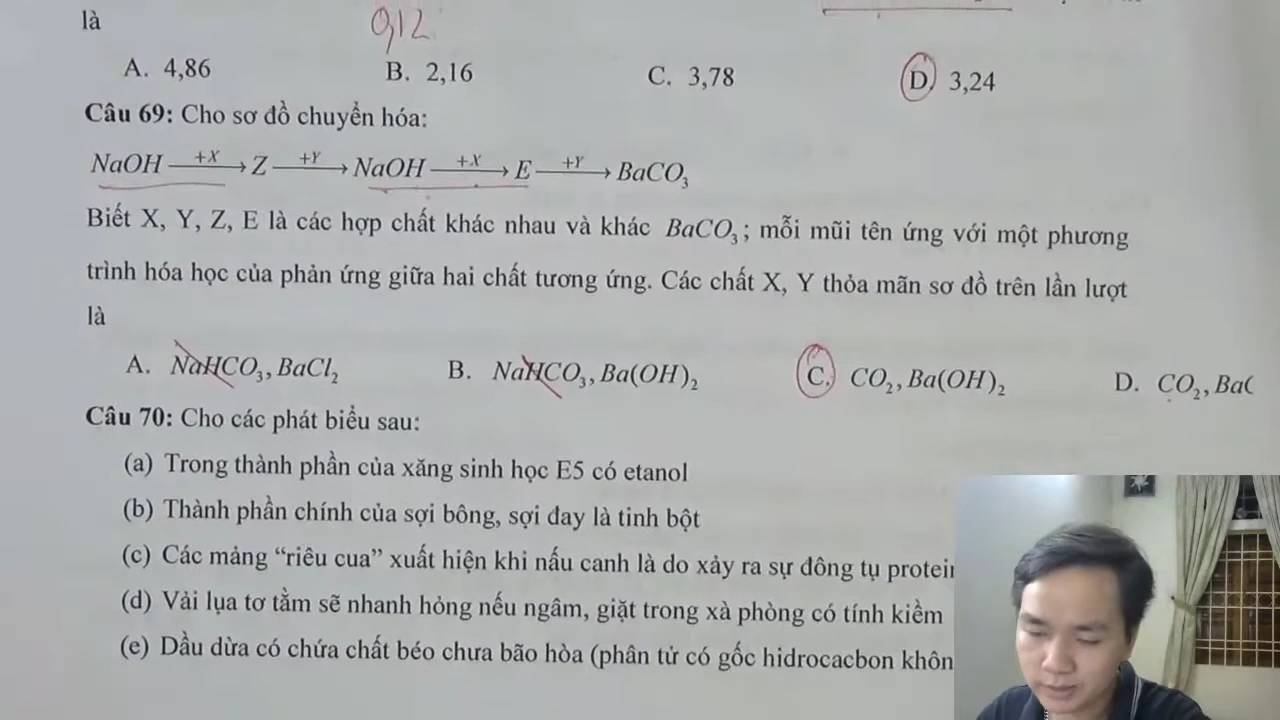 là
0,12
A. 4,86 B. 2,16 C. 3,78 D. 3,24
Câu 69: Cho sơ đồ chuyển hóa:
NaOH —+X→ Z —+Y→ NaOH —+X→ E —+Y→ BaCO₃
Biết X, Y, Z, E là các hợp chất khác nhau và khác BaCO₃; mỗi mũi tên ứng với một phương
trình hóa học của phản ứng giữa hai chất tương ứng. Các chất X, Y thỏa mãn sơ đồ trên lần lượt
là
A. NaHCO₃, BaCl₂ B. NaHCO₃, Ba(OH)₂ C. CO₂, Ba(OH)₂ D. CO₂, Ba(
Câu 70: Cho các phát biểu sau:
(a) Trong thành phần của xăng sinh học E5 có etanol
(b) Thành phần chính của sợi bông, sợi đay là tinh bột
(c) Các mảng “riêu cua” xuất hiện khi nấu canh là do xảy ra sự đông tụ protein
(d) Vải lụa tơ tằm sẽ nhanh hỏng nếu ngâm, giặt trong xà phòng có tính kiềm
(e) Dầu dừa có chứa chất béo chưa bão hòa (phân tử có gốc hidrocacbon khôn